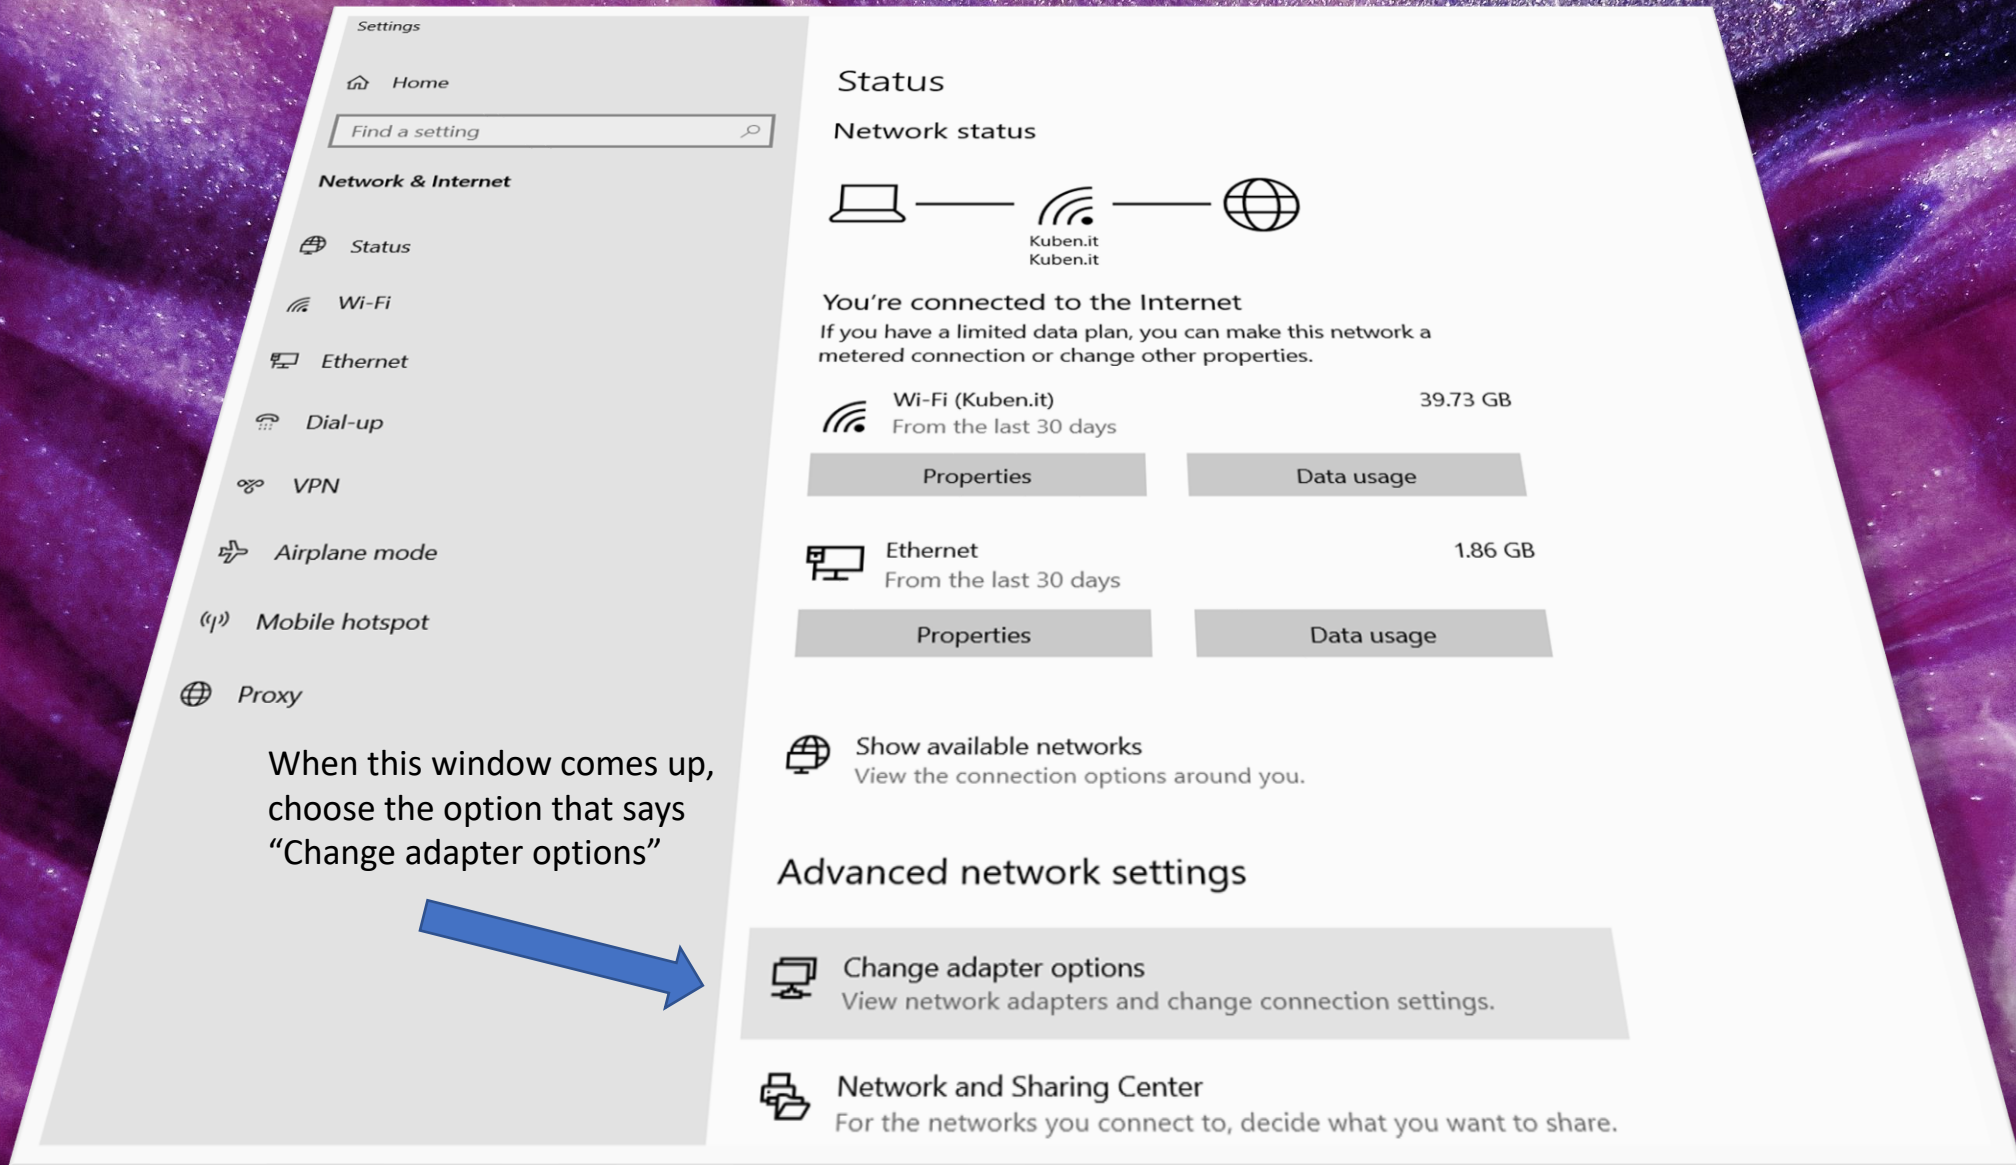 Settings
Home
Find a setting
Network & Internet
Status
Wi-Fi
Ethernet
Dial-up
VPN
Airplane mode
Mobile hotspot
Proxy
When this window comes up,
choose the option that says
“Change adapter options”
Status
Network status
Kuben.it
Kuben.it
You’re connected to the Internet
If you have a limited data plan, you can make this network a
metered connection or change other properties.
Wi-Fi (Kuben.it) 39.73 GB
From the last 30 days
Properties Data usage
Ethernet 1.86 GB
From the last 30 days
Properties Data usage
Show available networks
View the connection options around you.
Advanced network settings
Change adapter options
View network adapters and change connection settings.
Network and Sharing Center
For the networks you connect to, decide what you want to share.